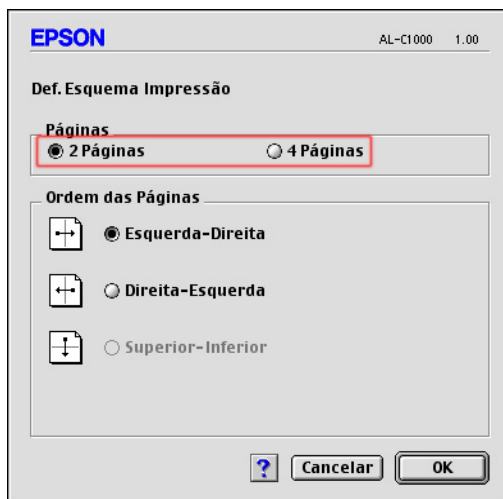 EPSON AL-C1000 1.00
Def. Esquema Impressão
Páginas
2 Páginas 4 Páginas
Ordem das Páginas
Esquerda-Direita
Direita-Esquerda
Superior-Inferior
? Cancelar OK